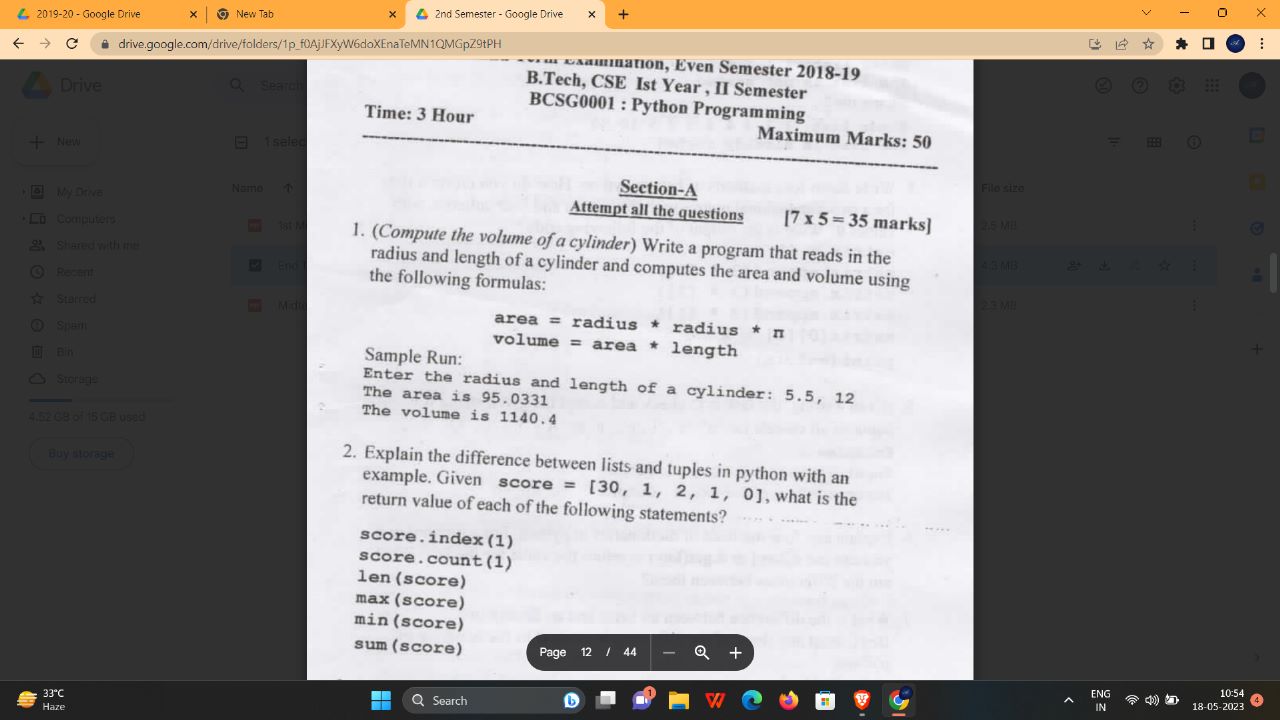 2019-20 - Google Drive
New Tab
2nd Semester - Google Drive
drive.google.com/drive/folders/1p_f0AjJFXyW6doXEnaTeMN1QMGpZ9tPH
Drive
Search
New
My Drive
Computers
Shared with me
Recent
Starred
Spam
Bin
Storage
4.52 GB of 15 GB used
Buy storage
1 selec
Name
File size
1st M
2.5 MB
End T
4.3 MB
Midte
2.3 MB
Examination, Even Semester 2018-19
B.Tech, CSE Ist Year , II Semester
BCSG0001 : Python Programming
Time: 3 Hour
Maximum Marks: 50
Section-A
Attempt all the questions [7 x 5 = 35 marks]
1. (Compute the volume of a cylinder) Write a program that reads in the
radius and length of a cylinder and computes the area and volume using
the following formulas:
area = radius * radius * π
volume = area * length
Sample Run:
Enter the radius and length of a cylinder: 5.5, 12
The area is 95.0331
The volume is 1140.4
2. Explain the difference between lists and tuples in python with an
example. Given score = [30, 1, 2, 1, 0], what is the
return value of each of the following statements?
score.index(1)
score.count(1)
len(score)
max(score)
min(score)
sum(score)
Page 12 / 44
33°C
Haze
Search
1
ENG
IN
10:54
18-05-2023
4